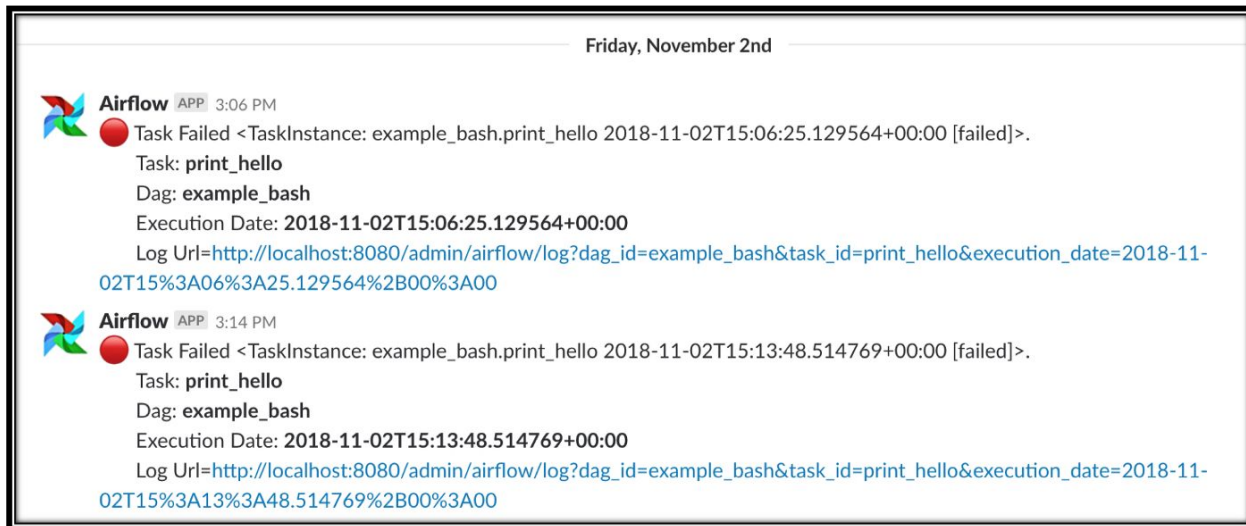 Friday, November 2nd
Airflow APP 3:06 PM
Task Failed <TaskInstance: example_bash.print_hello 2018-11-02T15:06:25.129564+00:00 [failed]>.
Task: print_hello
Dag: example_bash
Execution Date: 2018-11-02T15:06:25.129564+00:00
Log Url=http://localhost:8080/admin/airflow/log?dag_id=example_bash&task_id=print_hello&execution_date=2018-11-
02T15%3A06%3A25.129564%2B00%3A00
Airflow APP 3:14 PM
Task Failed <TaskInstance: example_bash.print_hello 2018-11-02T15:13:48.514769+00:00 [failed]>.
Task: print_hello
Dag: example_bash
Execution Date: 2018-11-02T15:13:48.514769+00:00
Log Url=http://localhost:8080/admin/airflow/log?dag_id=example_bash&task_id=print_hello&execution_date=2018-11-
02T15%3A13%3A48.514769%2B00%3A00